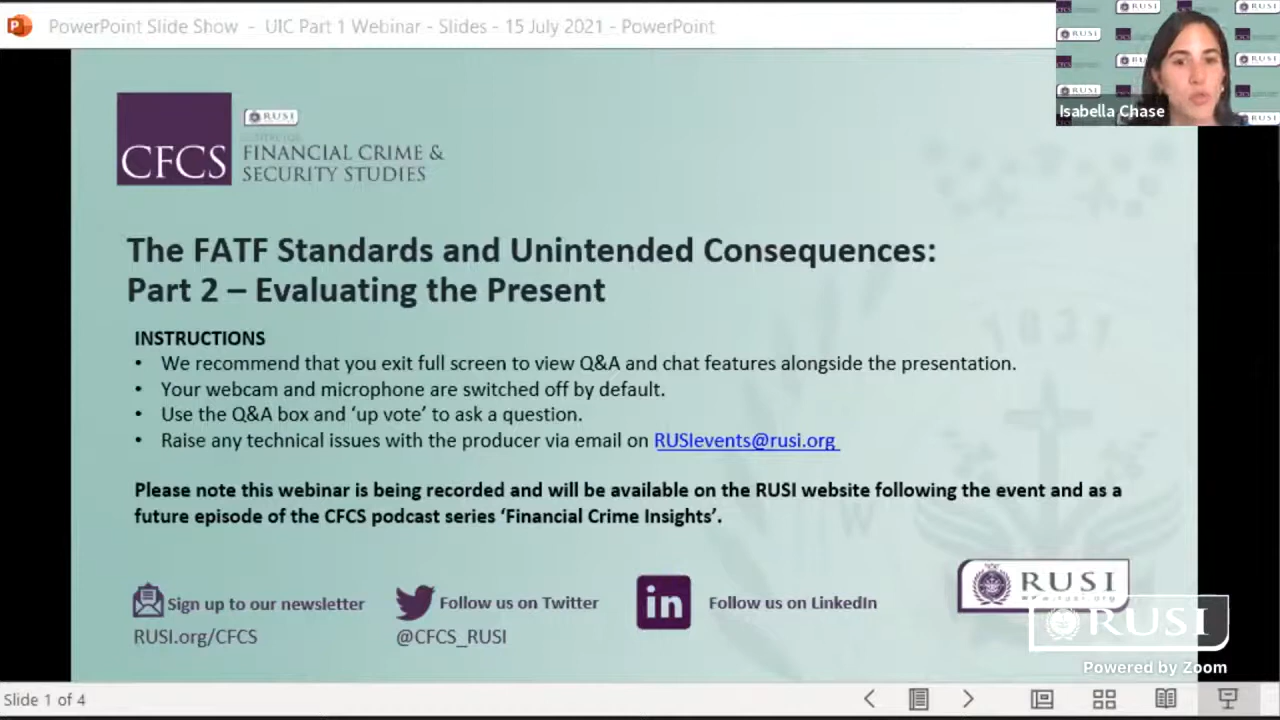 PowerPoint Slide Show - UIC Part 1 Webinar - Slides - 15 July 2021 - PowerPoint
RUSI
RUSI
RUSI
RUSI
RUSI
RUSI
Isabella Chase
CFCS
RUSI
FINANCIAL CRIME &
SECURITY STUDIES
The FATF Standards and Unintended Consequences:
Part 2 – Evaluating the Present
INSTRUCTIONS
• We recommend that you exit full screen to view Q&A and chat features alongside the presentation.
• Your webcam and microphone are switched off by default.
• Use the Q&A box and ‘up vote’ to ask a question.
• Raise any technical issues with the producer via email on RUSIevents@rusi.org
Please note this webinar is being recorded and will be available on the RUSI website following the event and as a
future episode of the CFCS podcast series ‘Financial Crime Insights’.
Sign up to our newsletter
RUSI.org/CFCS
Follow us on Twitter
@CFCS_RUSI
in
Follow us on LinkedIn
RUSI
RUSI
Powered by Zoom
Slide 1 of 4